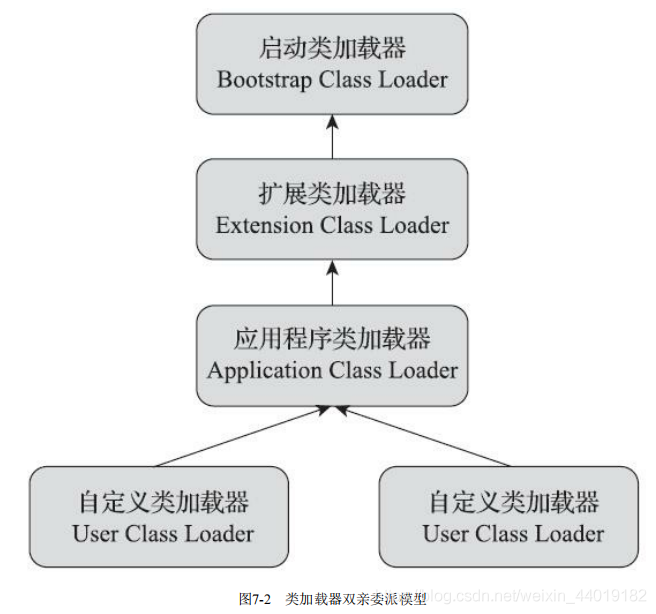 启动类加载器
Bootstrap Class Loader
扩展类加载器
Extension Class Loader
应用程序类加载器
Application Class Loader
自定义类加载器
User Class Loader
自定义类加载器
User Class Loader
图7-2 类加载器双亲委派模型
blog.csdn.net/weixin_44019182